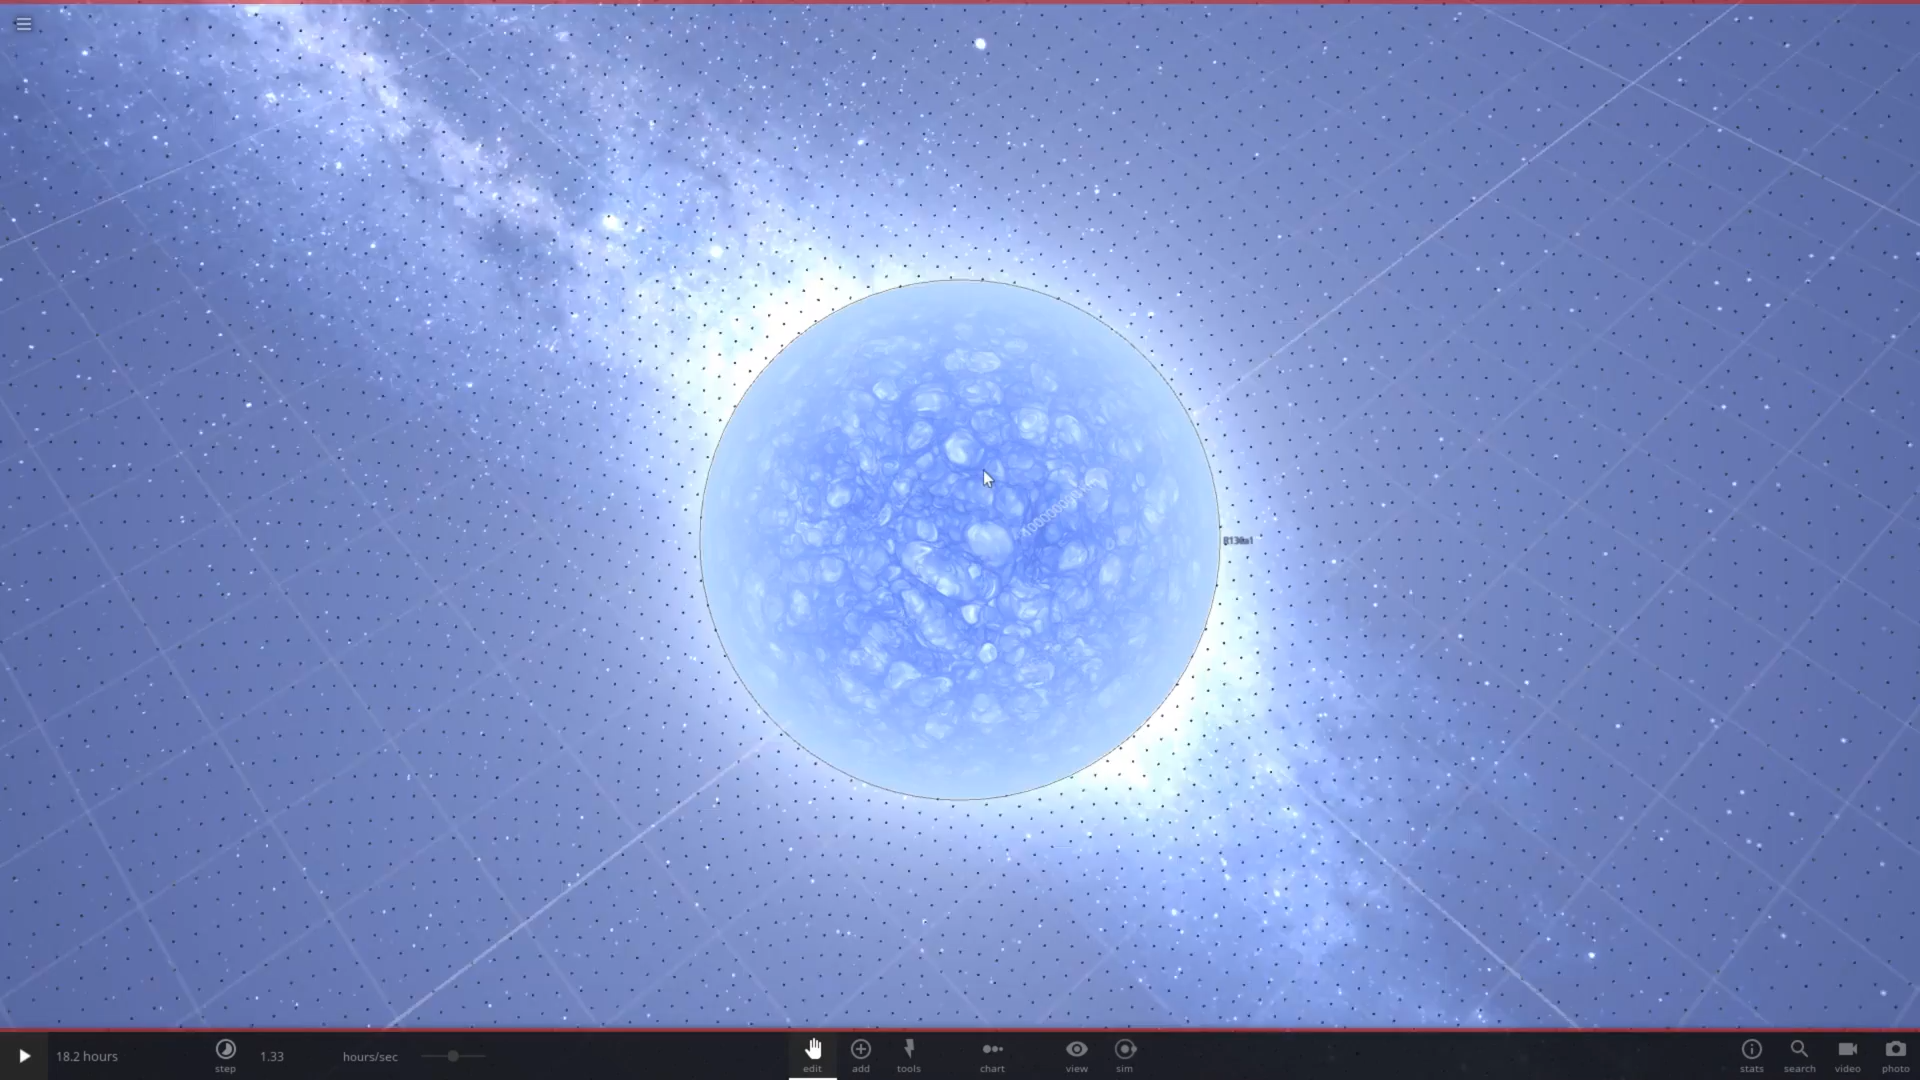 18.2 hours
step
1.33
hours/sec
edit
add
tools
chart
view
sim
stats
search
video
photo